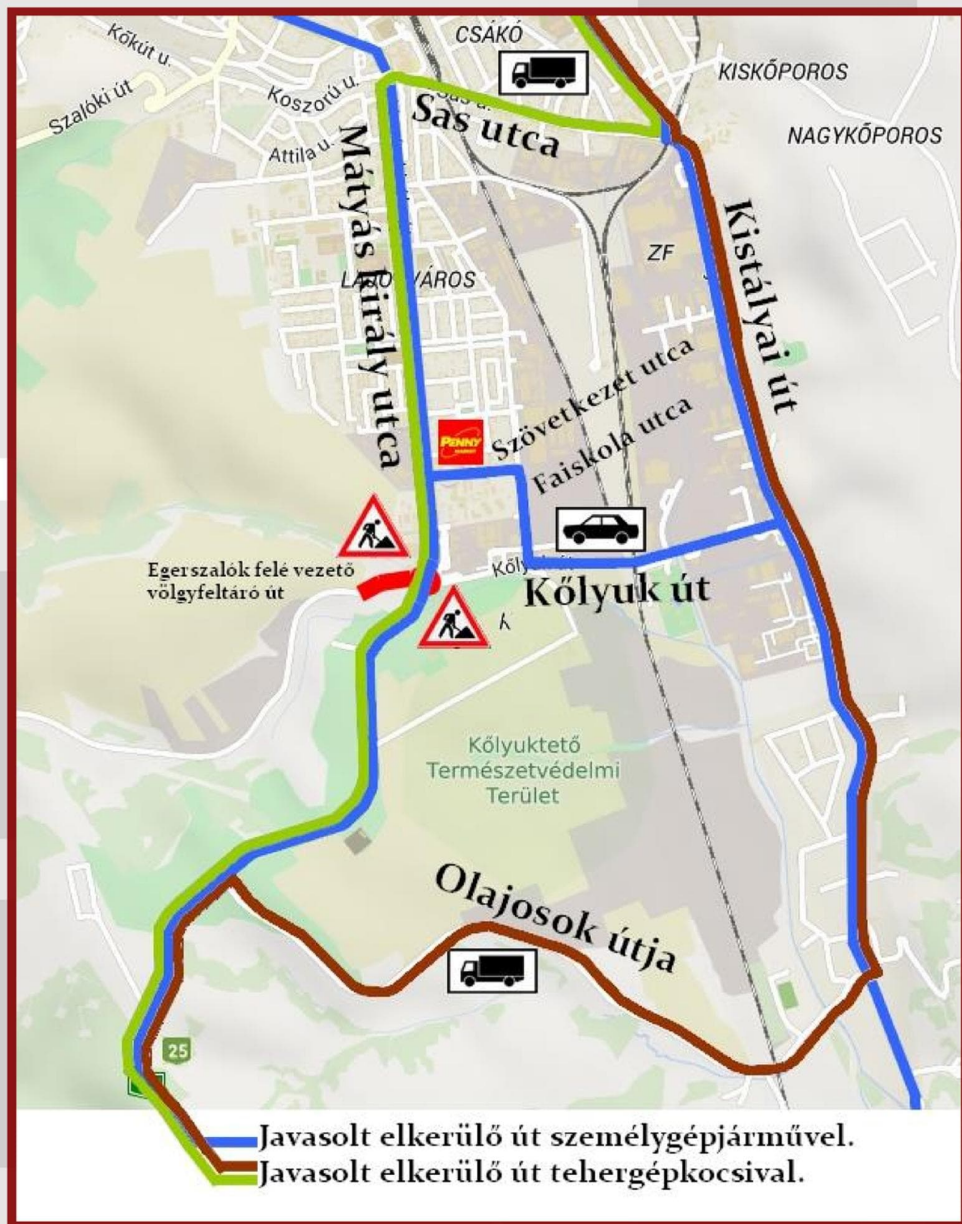 CSÁKÓ
Kőkút u.
KISKŐPOROS
Szalóki út
Koszorú u.
Sas utca
NAGYKŐPOROS
Attila u.
Mátyás király utca
Kistályai út
ZF
Szövetkezet utca
Faiskola utca
PENNY
Egerszalók felé vezető
völgyfeltáró út
Kőlyuk út
Kőlyuktető
Természetvédelmi
Terület
Olajosok útja
25
Javasolt elkerülő út személygépjárművel.
Javasolt elkerülő út tehergépkocsival.